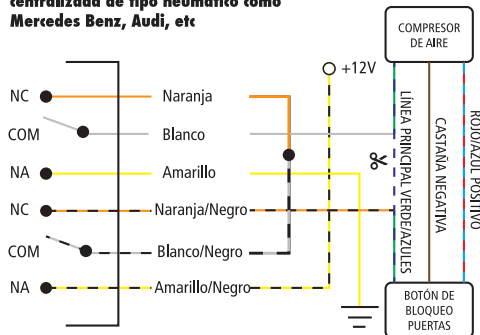 centralizada de tipo neumático como
Mercedes Benz, Audi, etc
COMPRESOR
DE AIRE
+12V
NC
Naranja
COM
Blanco
NA
Amarillo
NC
Naranja/Negro
COM
Blanco/Negro
NA
Amarillo/Negro
LÍNEA PRINCIPAL VERDE/AZULES
CASTAÑA NEGATIVA
ROJO/AZUL POSITIVO
BOTÓN DE
BLOQUEO
PUERTAS